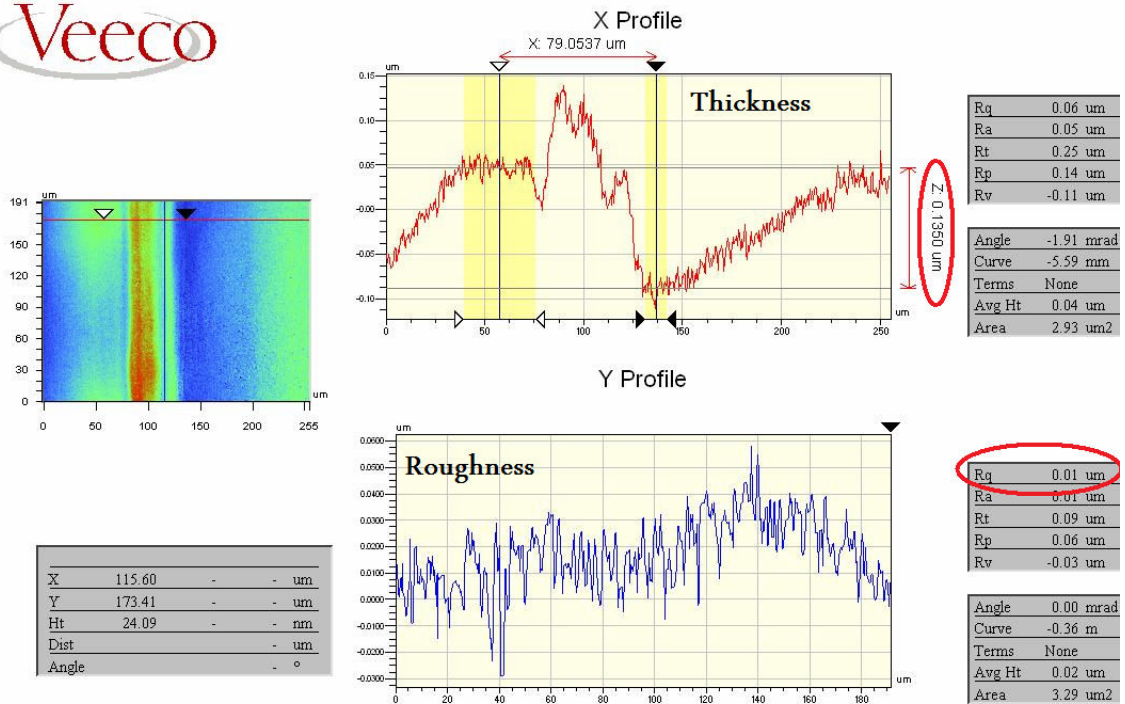 Veeco
X Profile
X: 79.0537 um
um
0.15
0.10
0.05
-0.00
-0.05
-0.10
0 50 100 150 200 250
um
Thickness
Z: 0.1350 um
Rq 0.06 um
Ra 0.05 um
Rt 0.25 um
Rp 0.14 um
Rv -0.11 um
Angle -1.91 mrad
Curve -5.59 mm
Terms None
Avg Ht 0.04 um
Area 2.93 um2
um
191
150
120
90
60
30
0
0 50 100 150 200 255
um
Y Profile
um
0.0600
0.0500
0.0400
0.0300
0.0200
0.0100
0.0000
-0.0100
-0.0200
-0.0300
0 20 40 60 80 100 120 140 160 180
um
Roughness
Rq 0.01 um
Ra 0.01 um
Rt 0.09 um
Rp 0.06 um
Rv -0.03 um
Angle 0.00 mrad
Curve -0.36 m
Terms None
Avg Ht 0.02 um
Area 3.29 um2
X 115.60 - - um
Y 173.41 - - um
Ht 24.09 - - nm
Dist - um
Angle - °